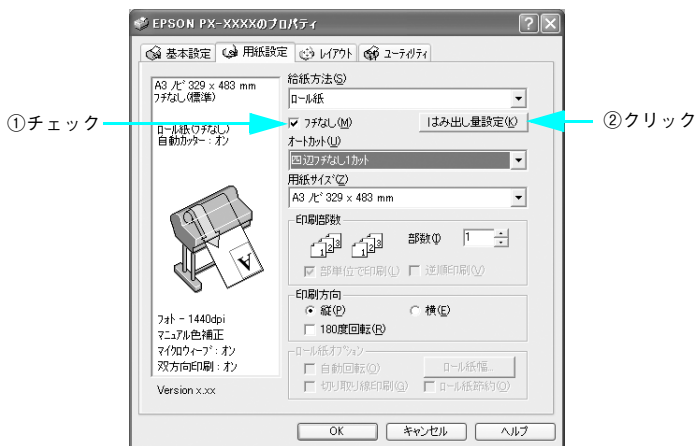 EPSON PX-XXXXのプロパティ
基本設定 用紙設定 レイアウト ユーティリティ
A3 ノビ 329 x 483 mm
フチなし(標準)
ロール紙(フチなし)
自動カッター : オン
A
フォト - 1440dpi
マニュアル色補正
マイクロウィーブ : オン
双方向印刷 : オン
Version x.xx
給紙方法(S)
ロール紙
①チェック
フチなし(M) はみ出し量設定(K)
②クリック
オートカット(U)
四辺フチなし1カット
用紙サイズ(Z)
A3 ノビ 329 x 483 mm
印刷部数
1 2 3 1 2 3
部数(I) 1
部単位で印刷(L) 逆順印刷(V)
印刷方向
縦(P) 横(E)
180度回転(R)
ロール紙オプション
自動回転(O) ロール紙幅...
切り取り線印刷(G) ロール紙節約(Q)
OK キャンセル ヘルプ